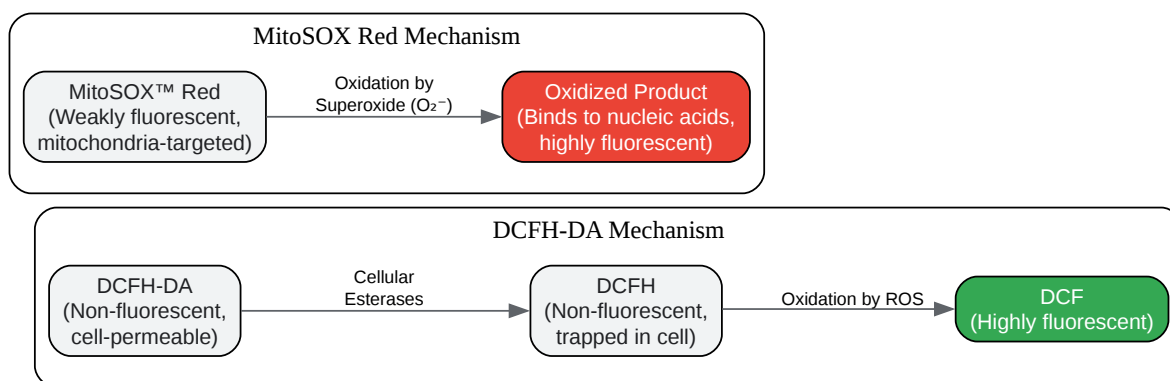 MitoSOX Red Mechanism
MitoSOX™ Red
(Weakly fluorescent,
mitochondria-targeted)
Oxidation by
Superoxide (O₂⁻)
Oxidized Product
(Binds to nucleic acids,
highly fluorescent)
DCFH-DA Mechanism
DCFH-DA
(Non-fluorescent,
cell-permeable)
Cellular
Esterases
DCFH
(Non-fluorescent,
trapped in cell)
Oxidation by ROS
DCF
(Highly fluorescent)